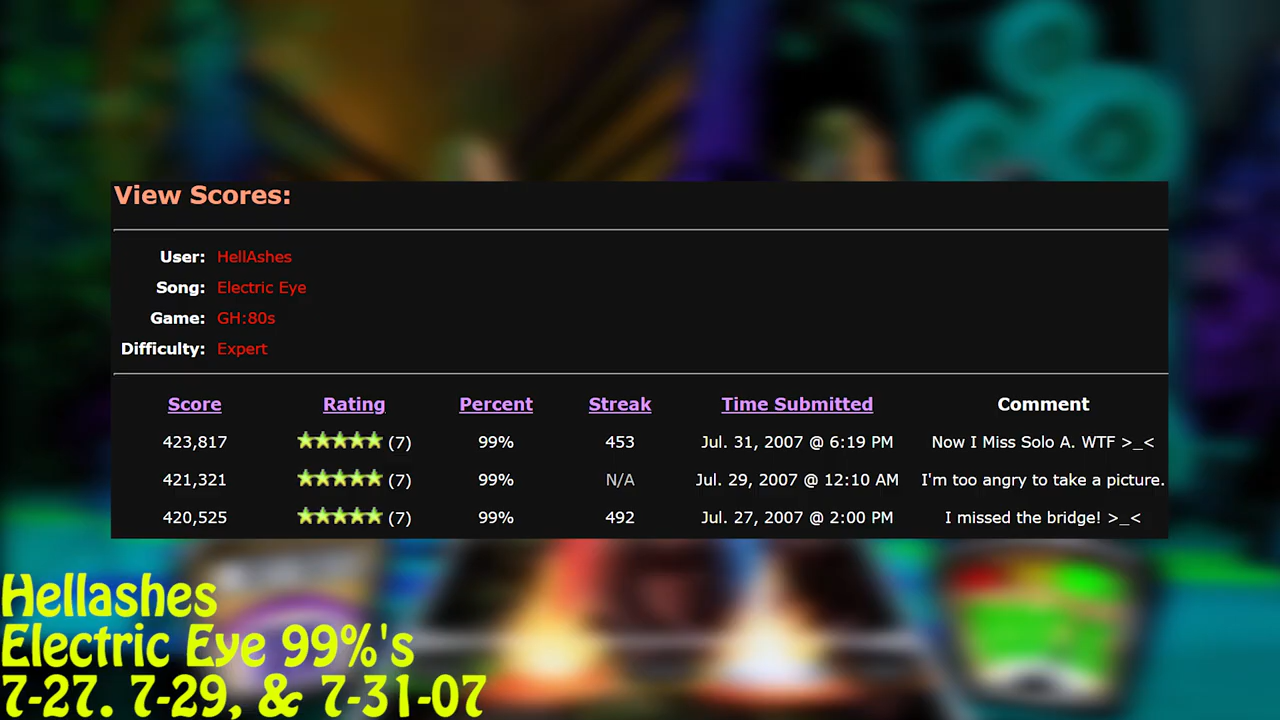 View Scores:
User: HellAshes
Song: Electric Eye
Game: GH:80s
Difficulty: Expert
Score Rating Percent Streak Time Submitted Comment
423,817 (7) 99% 453 Jul. 31, 2007 @ 6:19 PM Now I Miss Solo A. WTF >_<
421,321 (7) 99% N/A Jul. 29, 2007 @ 12:10 AM I'm too angry to take a picture.
420,525 (7) 99% 492 Jul. 27, 2007 @ 2:00 PM I missed the bridge! >_<
Hellashes
Electric Eye 99%'s
7-27. 7-29, & 7-31-07